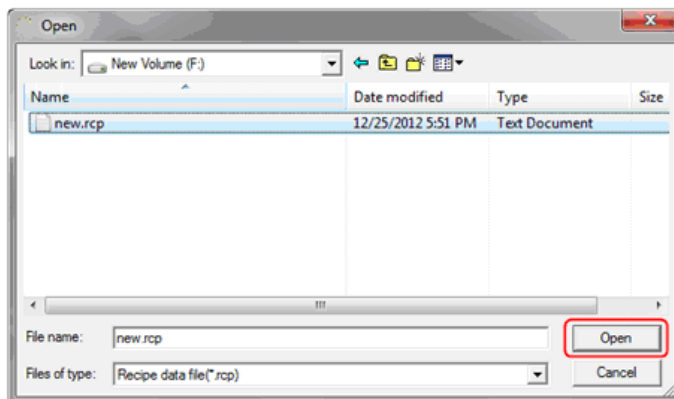 Open
Look in: New Volume (F:)
Name Date modified Type Size
new.rcp 12/25/2012 5:51 PM Text Document
File name: new.rcp Open
Files of type: Recipe data file(*.rcp) Cancel